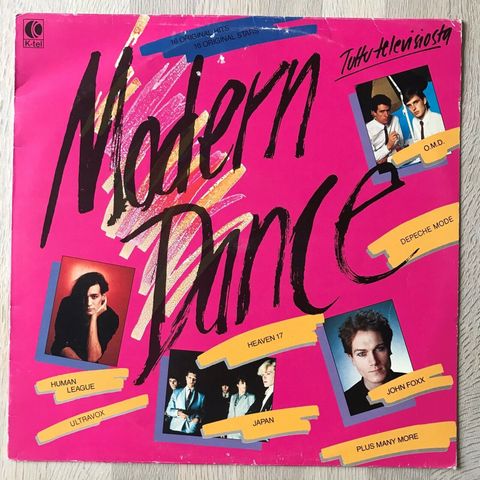 K-tel
16 ORIGINAL HITS
16 ORIGINAL STARS
Tuttu televisiosta
Modern
Dance
O.M.D.
DEPECHE MODE
HEAVEN 17
HUMAN
LEAGUE
JAPAN
JOHN FOXX
ULTRAVOX
PLUS MANY MORE